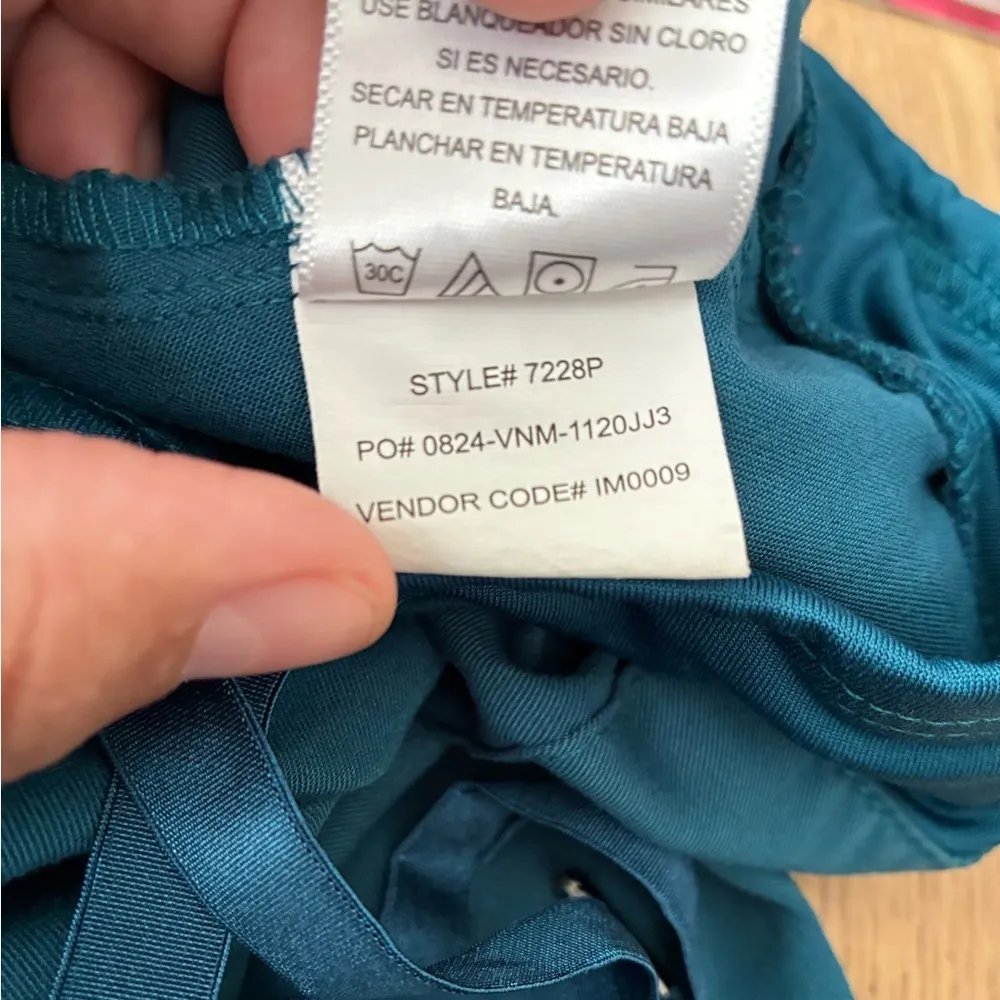 SIMILARES
USE BLANQUEADOR SIN CLORO
SI ES NECESARIO.
SECAR EN TEMPERATURA BAJA
PLANCHAR EN TEMPERATURA
BAJA.
30C
STYLE# 7228P
PO# 0824-VNM-1120JJ3
VENDOR CODE# IM0009